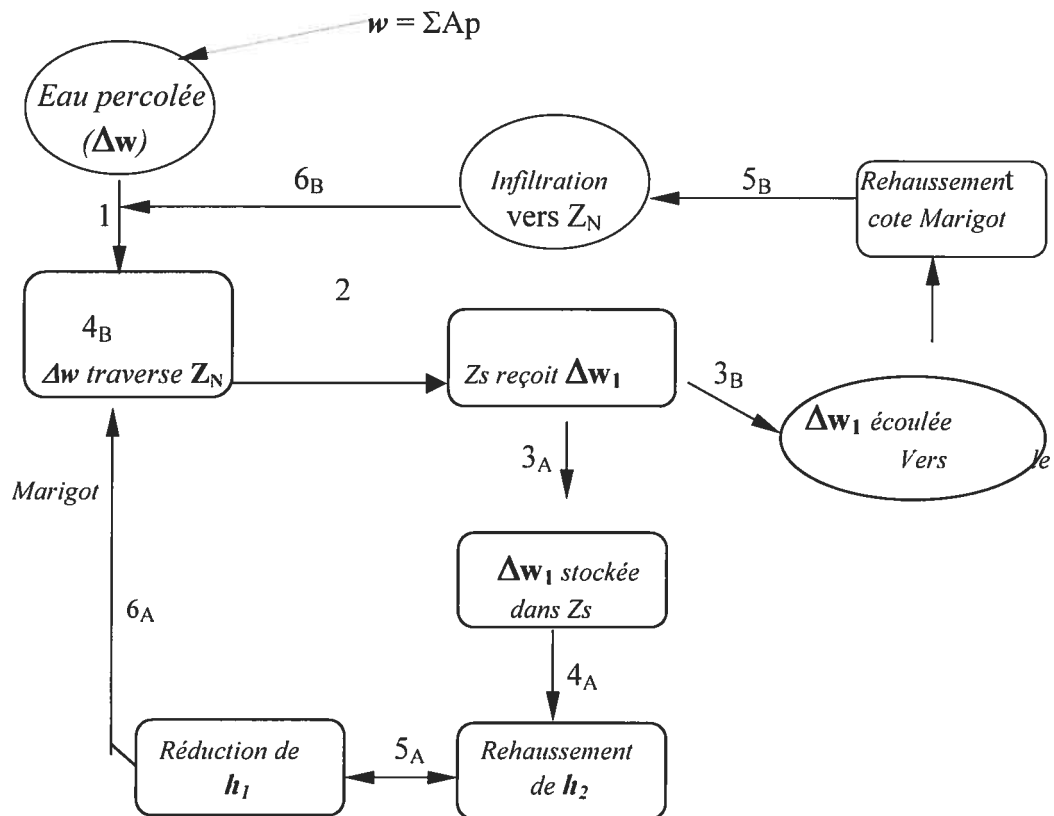 w = ΣAp
Eau percolée
(Δw)
6B
Infiltration
vers ZN
5B
Rehaussement
cote Marigot
1
2
4B
Δw traverse ZN
Zs reçoit Δw1
3B
Δw1 écoulée
Vers le
3A
Marigot
Δw1 stockée
dans Zs
6A
4A
Réduction de
h1
5A
Rehaussement
de h2